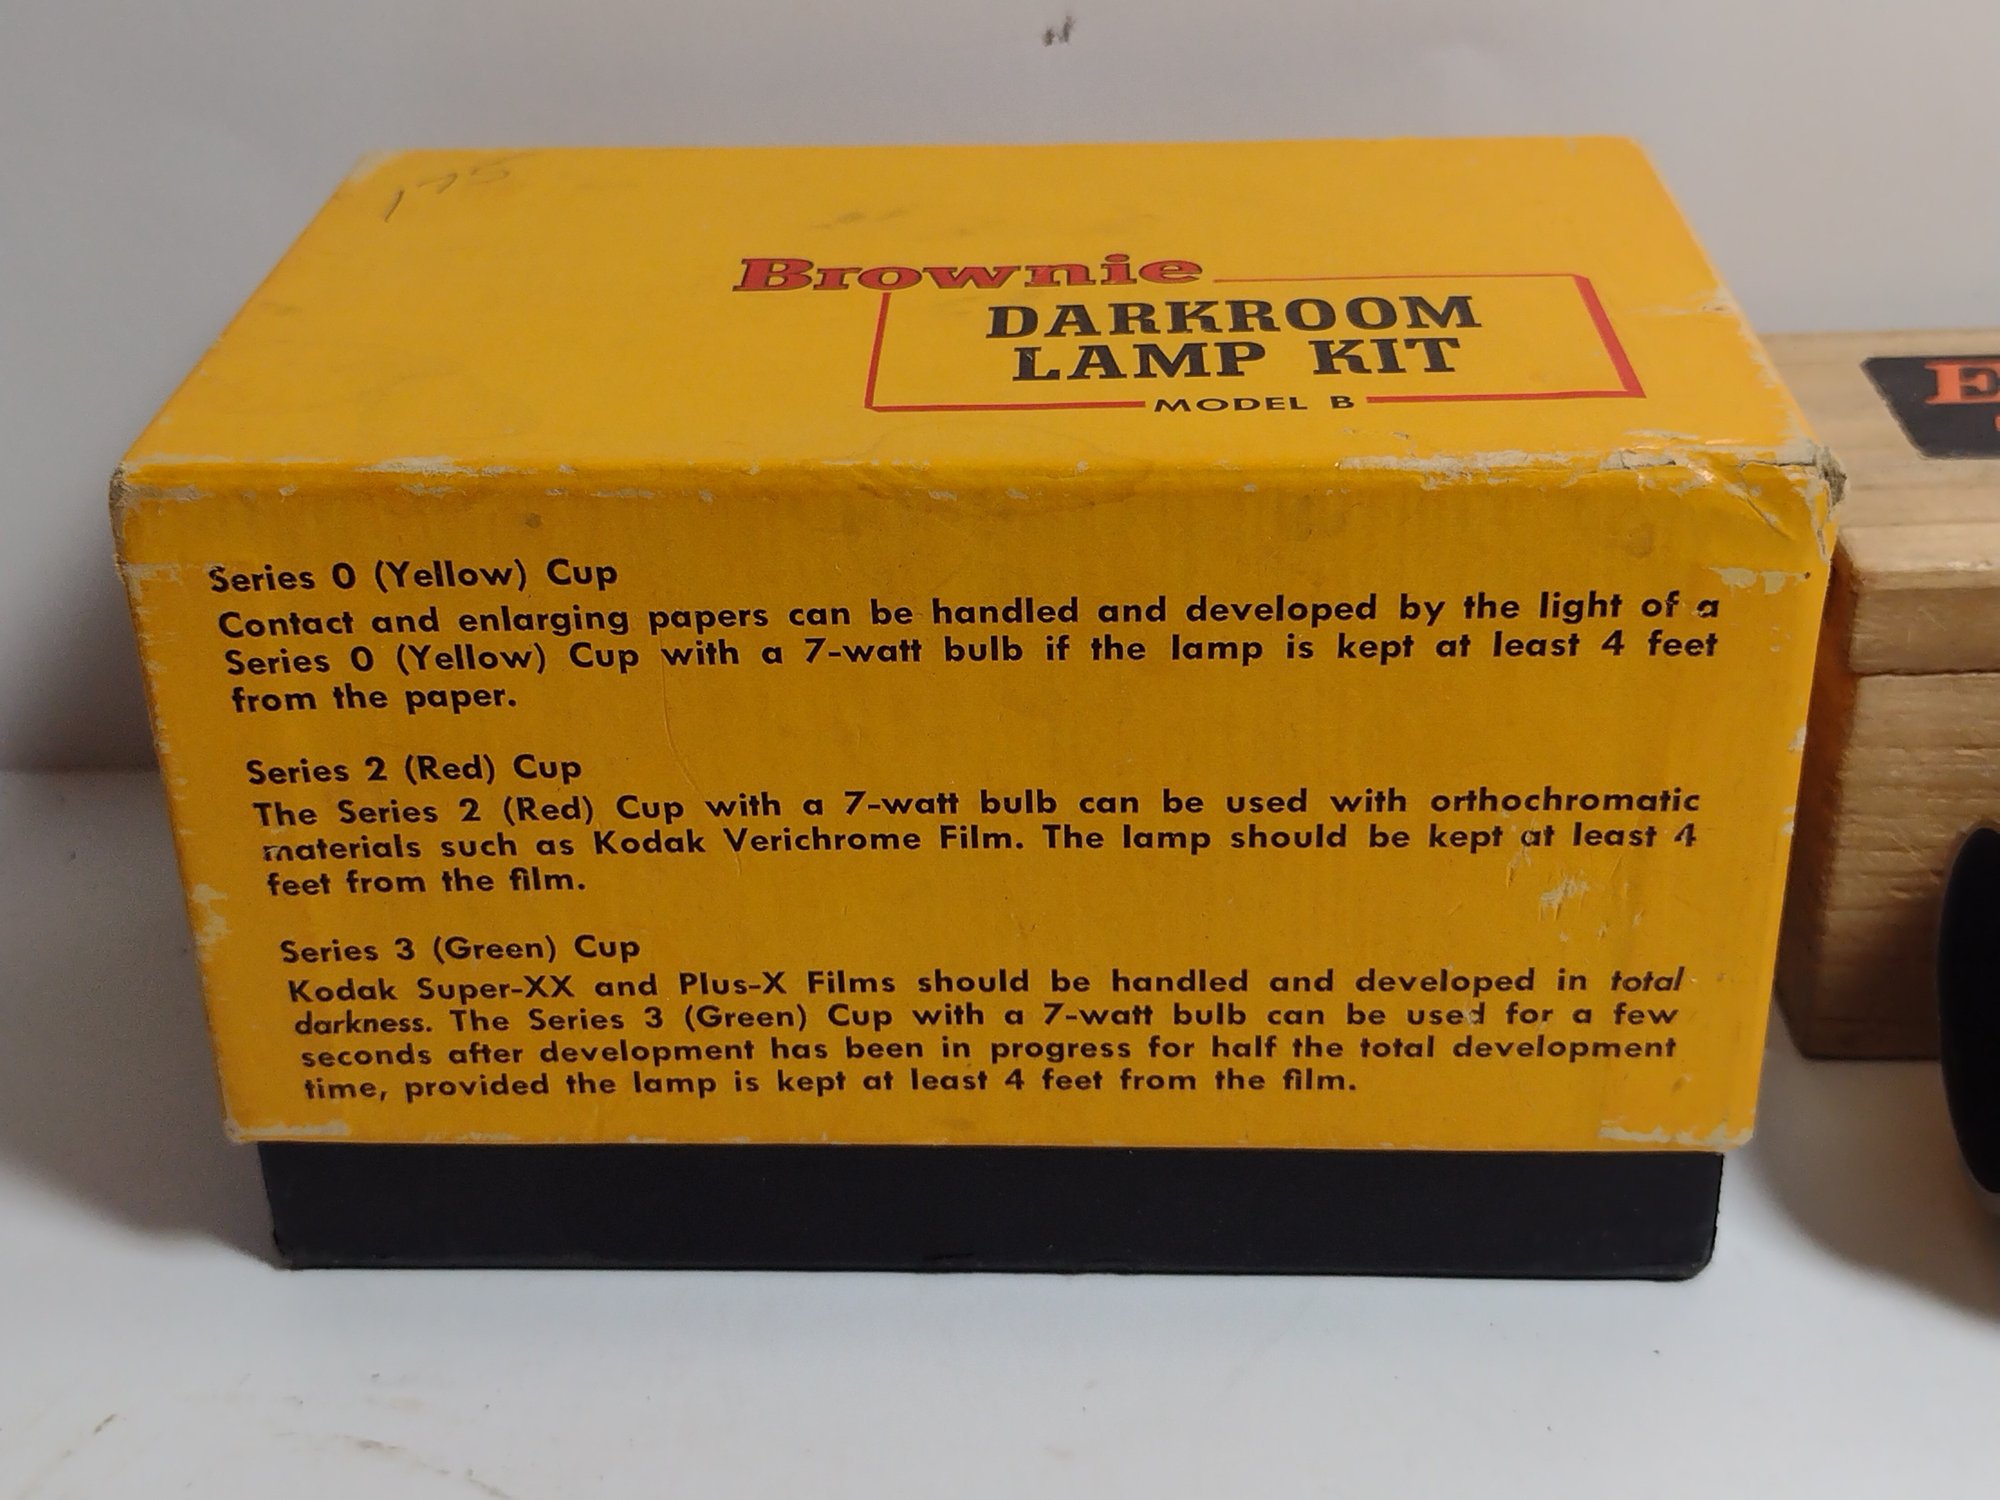 175
Brownie
DARKROOM
LAMP KIT
MODEL B
Series 0 (Yellow) Cup
Contact and enlarging papers can be handled and developed by the light of a
Series 0 (Yellow) Cup with a 7-watt bulb if the lamp is kept at least 4 feet
from the paper.
Series 2 (Red) Cup
The Series 2 (Red) Cup with a 7-watt bulb can be used with orthochromatic
materials such as Kodak Verichrome Film. The lamp should be kept at least 4
feet from the film.
Series 3 (Green) Cup
Kodak Super-XX and Plus-X Films should be handled and developed in total
darkness. The Series 3 (Green) Cup with a 7-watt bulb can be used for a few
seconds after development has been in progress for half the total development
time, provided the lamp is kept at least 4 feet from the film.